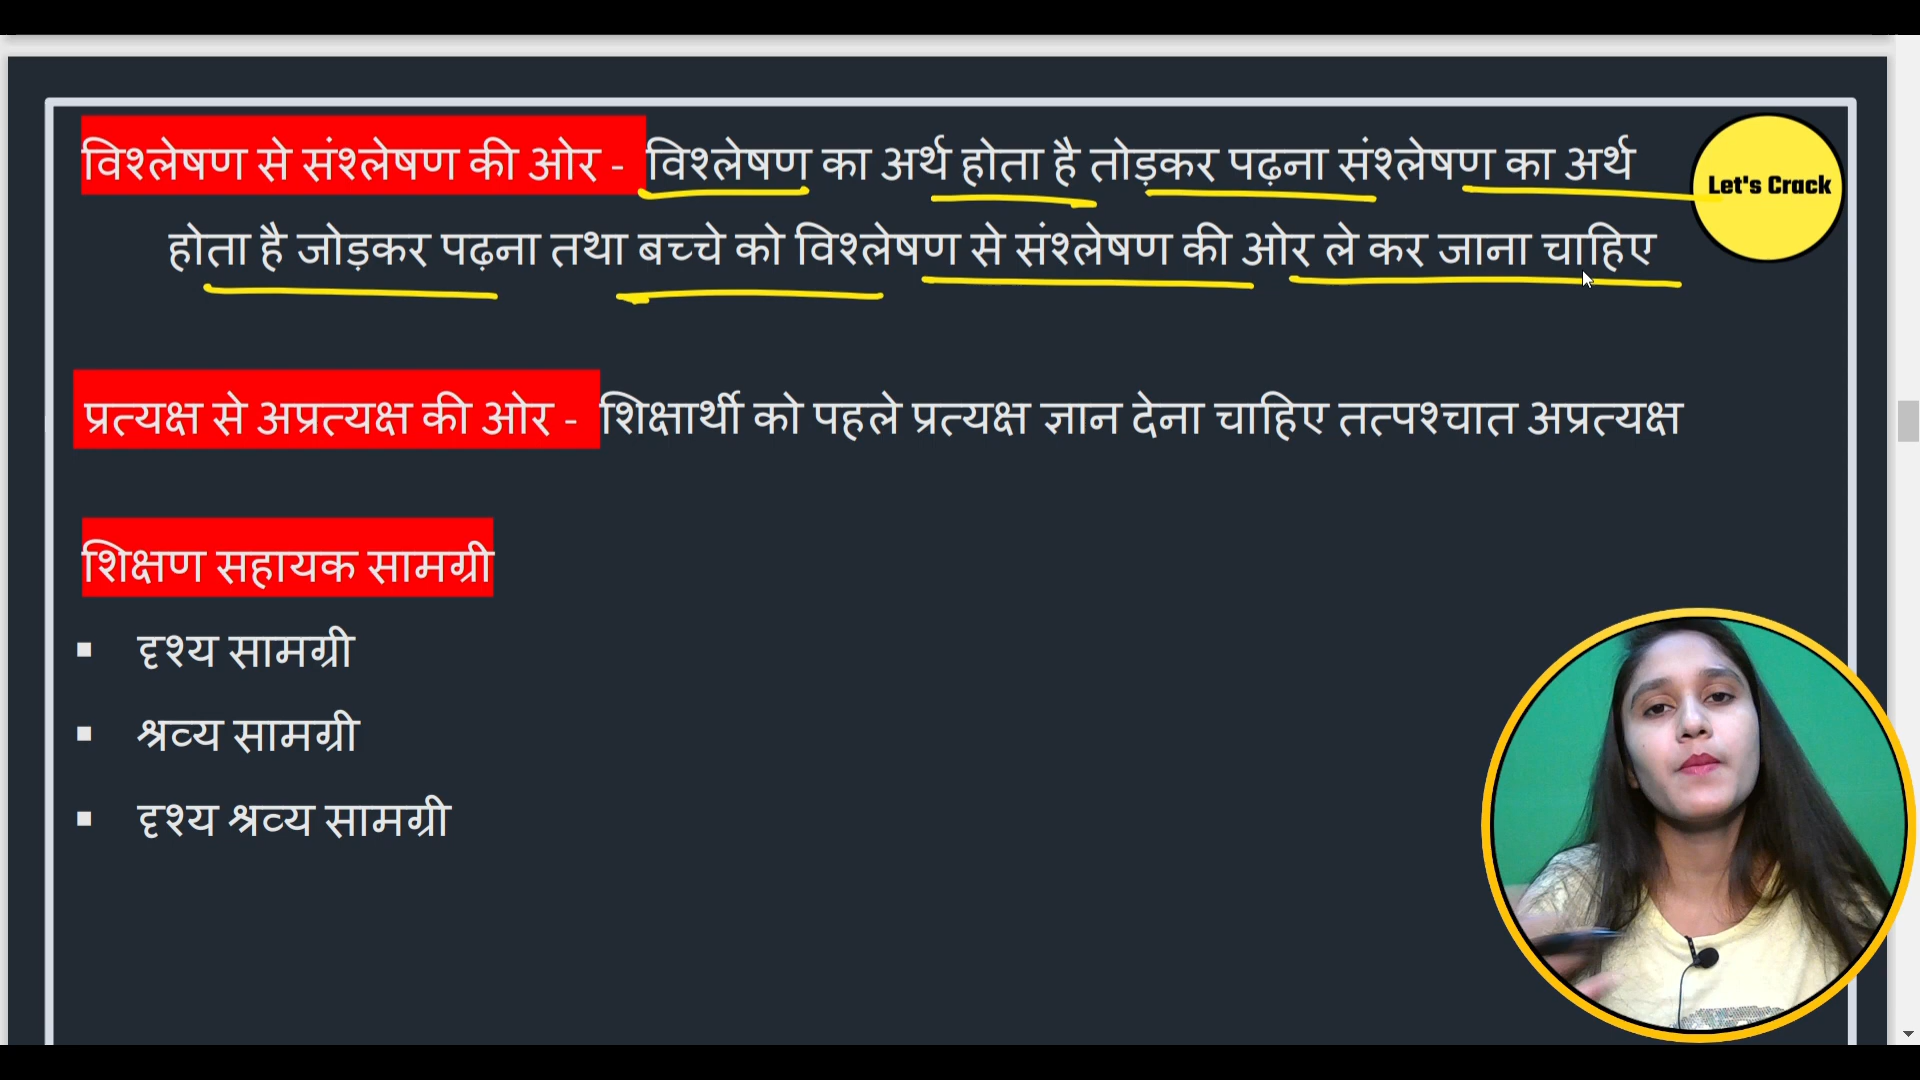 विश्लेषण से संश्लेषण की ओर - विश्लेषण का अर्थ होता है तोड़कर पढ़ना संश्लेषण का अर्थ
Let's Crack
होता है जोड़कर पढ़ना तथा बच्चे को विश्लेषण से संश्लेषण की ओर ले कर जाना चाहिए
प्रत्यक्ष से अप्रत्यक्ष की ओर - शिक्षार्थी को पहले प्रत्यक्ष ज्ञान देना चाहिए तत्पश्चात अप्रत्यक्ष
शिक्षण सहायक सामग्री
▪ दृश्य सामग्री
▪ श्रव्य सामग्री
▪ दृश्य श्रव्य सामग्री